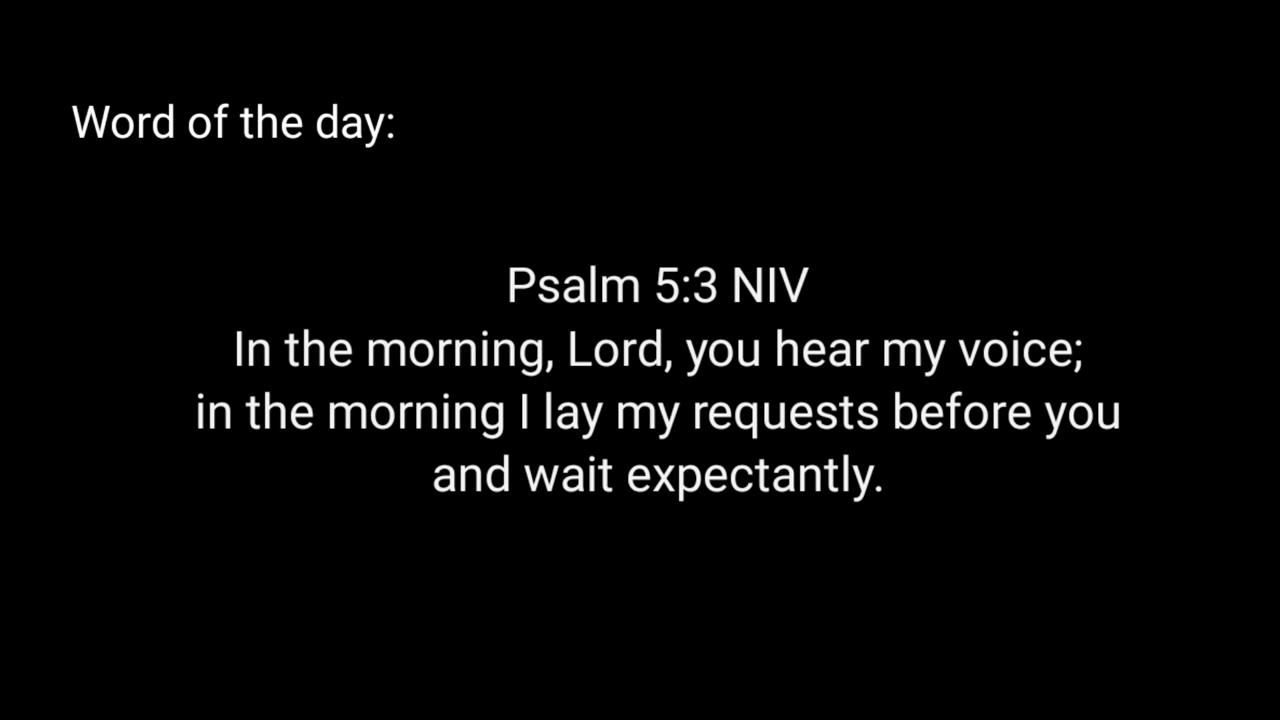 Word of the day:
Psalm 5:3 NIV
In the morning, Lord, you hear my voice;
in the morning I lay my requests before you
and wait expectantly.